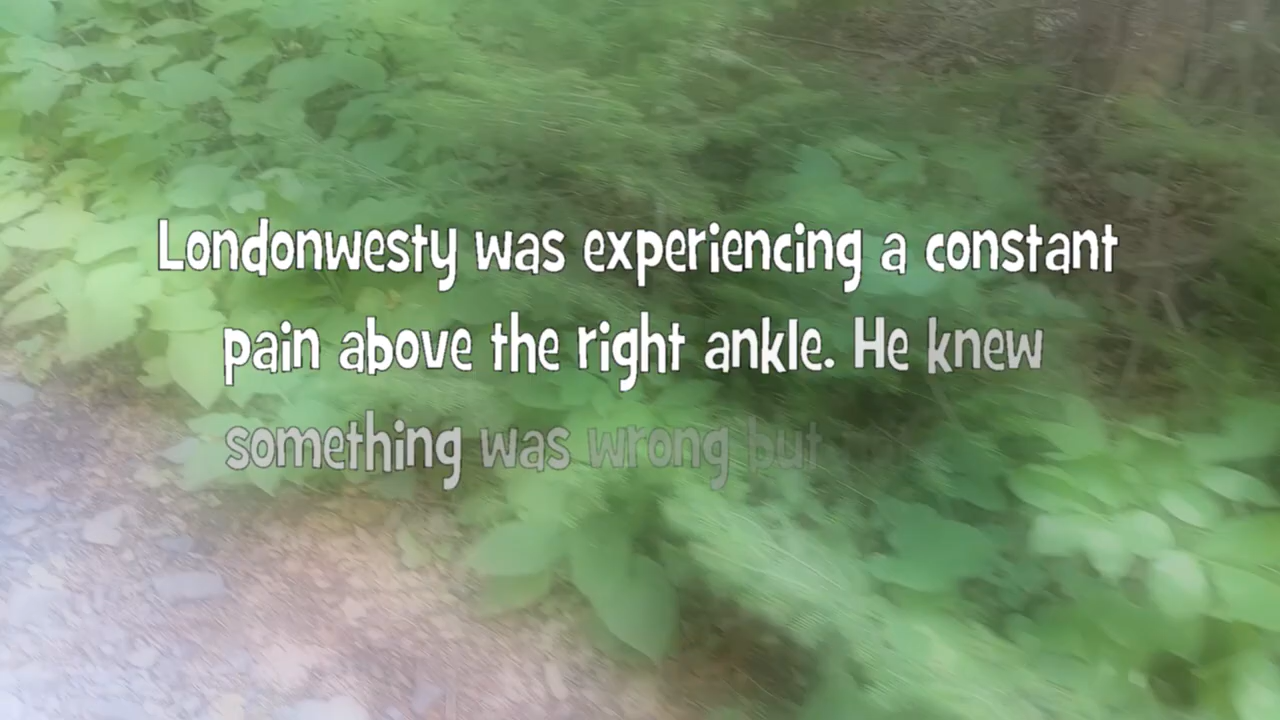 Londonwesty was experiencing a constant
pain above the right ankle. He knew
something was wrong but